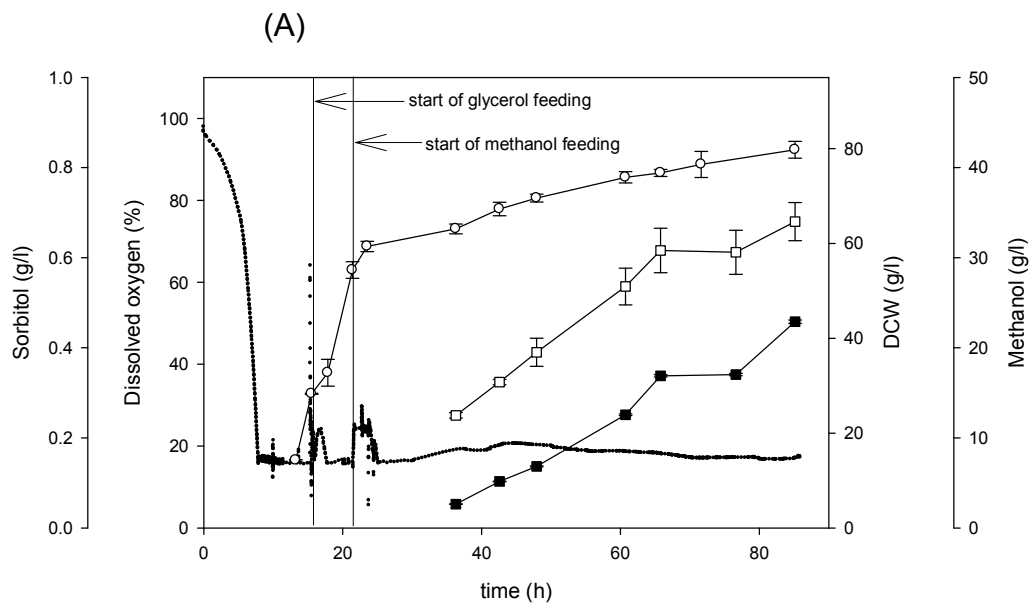 (A)
1.0
0.8
0.6
0.4
0.2
0.0
Sorbitol (g/l)
100
80
60
40
20
0
Dissolved oxygen (%)
start of glycerol feeding
start of methanol feeding
80
60
40
20
0
DCW (g/l)
50
40
30
20
10
0
Methanol (g/l)
0 20 40 60 80
time (h)